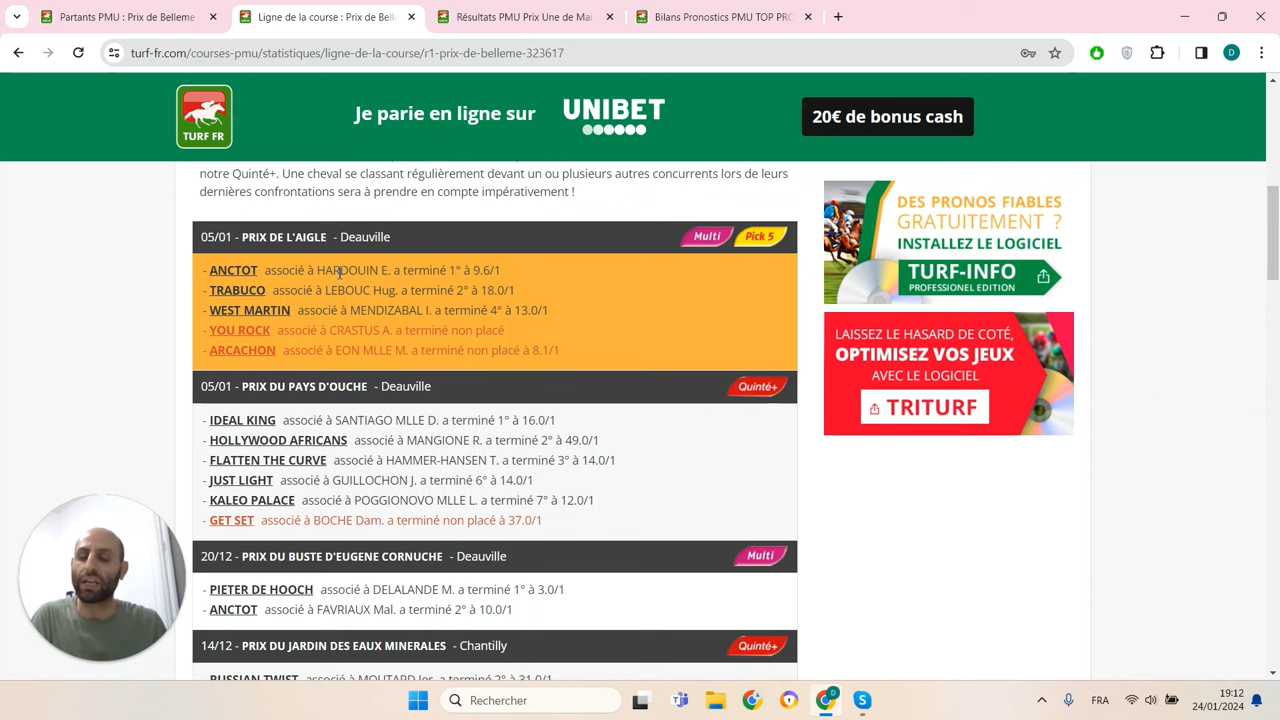 Partants PMU : Prix de Belleme
Ligne de la course : Prix de Bell
Résultats PMU Prix Une de Mai
Bilans Pronostics PMU TOP PRO
turf-fr.com/courses-pmu/statistiques/ligne-de-la-course/r1-prix-de-belleme-323617
D
TURF FR
Je parie en ligne sur UNIBET
20€ de bonus cash
notre Quinté+. Une cheval se classant régulièrement devant un ou plusieurs autres concurrents lors de leurs
dernières confrontations sera à prendre en compte impérativement !
05/01 - PRIX DE L'AIGLE - Deauville Multi Pick 5
- ANCTOT associé à HARDOUIN E. a terminé 1° à 9.6/1
- TRABUCO associé à LEBOUC Hug. a terminé 2° à 18.0/1
- WEST MARTIN associé à MENDIZABAL I. a terminé 4° à 13.0/1
- YOU ROCK associé à CRASTUS A. a terminé non placé
- ARCACHON associé à EON MLLE M. a terminé non placé à 8.1/1
05/01 - PRIX DU PAYS D'OUCHE - Deauville Quinté+
- IDEAL KING associé à SANTIAGO MLLE D. a terminé 1° à 16.0/1
- HOLLYWOOD AFRICANS associé à MANGIONE R. a terminé 2° à 49.0/1
- FLATTEN THE CURVE associé à HAMMER-HANSEN T. a terminé 3° à 14.0/1
- JUST LIGHT associé à GUILLOCHON J. a terminé 6° à 14.0/1
- KALEO PALACE associé à POGGIONOVO MLLE L. a terminé 7° à 12.0/1
- GET SET associé à BOCHE Dam. a terminé non placé à 37.0/1
20/12 - PRIX DU BUSTE D'EUGENE CORNUCHE - Deauville Multi
- PIETER DE HOOCH associé à DELALANDE M. a terminé 1° à 3.0/1
- ANCTOT associé à FAVRIAUX Mal. a terminé 2° à 10.0/1
14/12 - PRIX DU JARDIN DES EAUX MINERALES - Chantilly Quinté+
- RUSSIAN TWIST associé à MOUTARD Jer. a terminé 2° à 31.0/1
DES PRONOS FIABLES
GRATUITEMENT ?
INSTALLEZ LE LOGICIEL
TURF-INFO
PROFESSIONEL EDITION
LAISSEZ LE HASARD DE COTÉ,
OPTIMISEZ VOS JEUX
AVEC LE LOGICIEL
TRITURF
Rechercher
D
FRA
19:12
24/01/2024